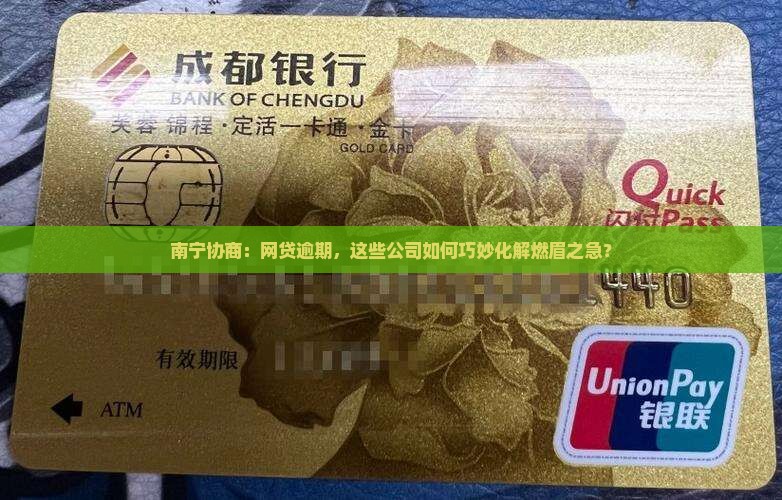 成都银行
BANK OF CHENGDU
芙蓉 锦程·定活一卡通·金卡
GOLD CARD
Quick
闪付Pass
南宁协商：网贷逾期，这些公司如何巧妙化解燃眉之急？
1440
有效期限
ATM
UnionPay
银联